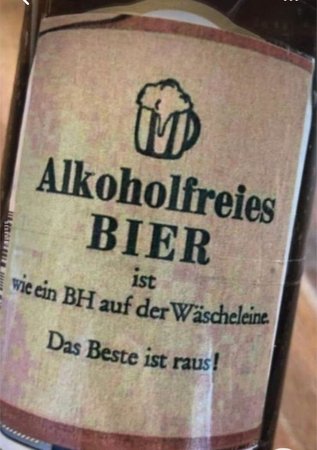 Alkoholfreies
BIER
ist
wie ein BH auf der Wäscheleine.
Das Beste ist raus!